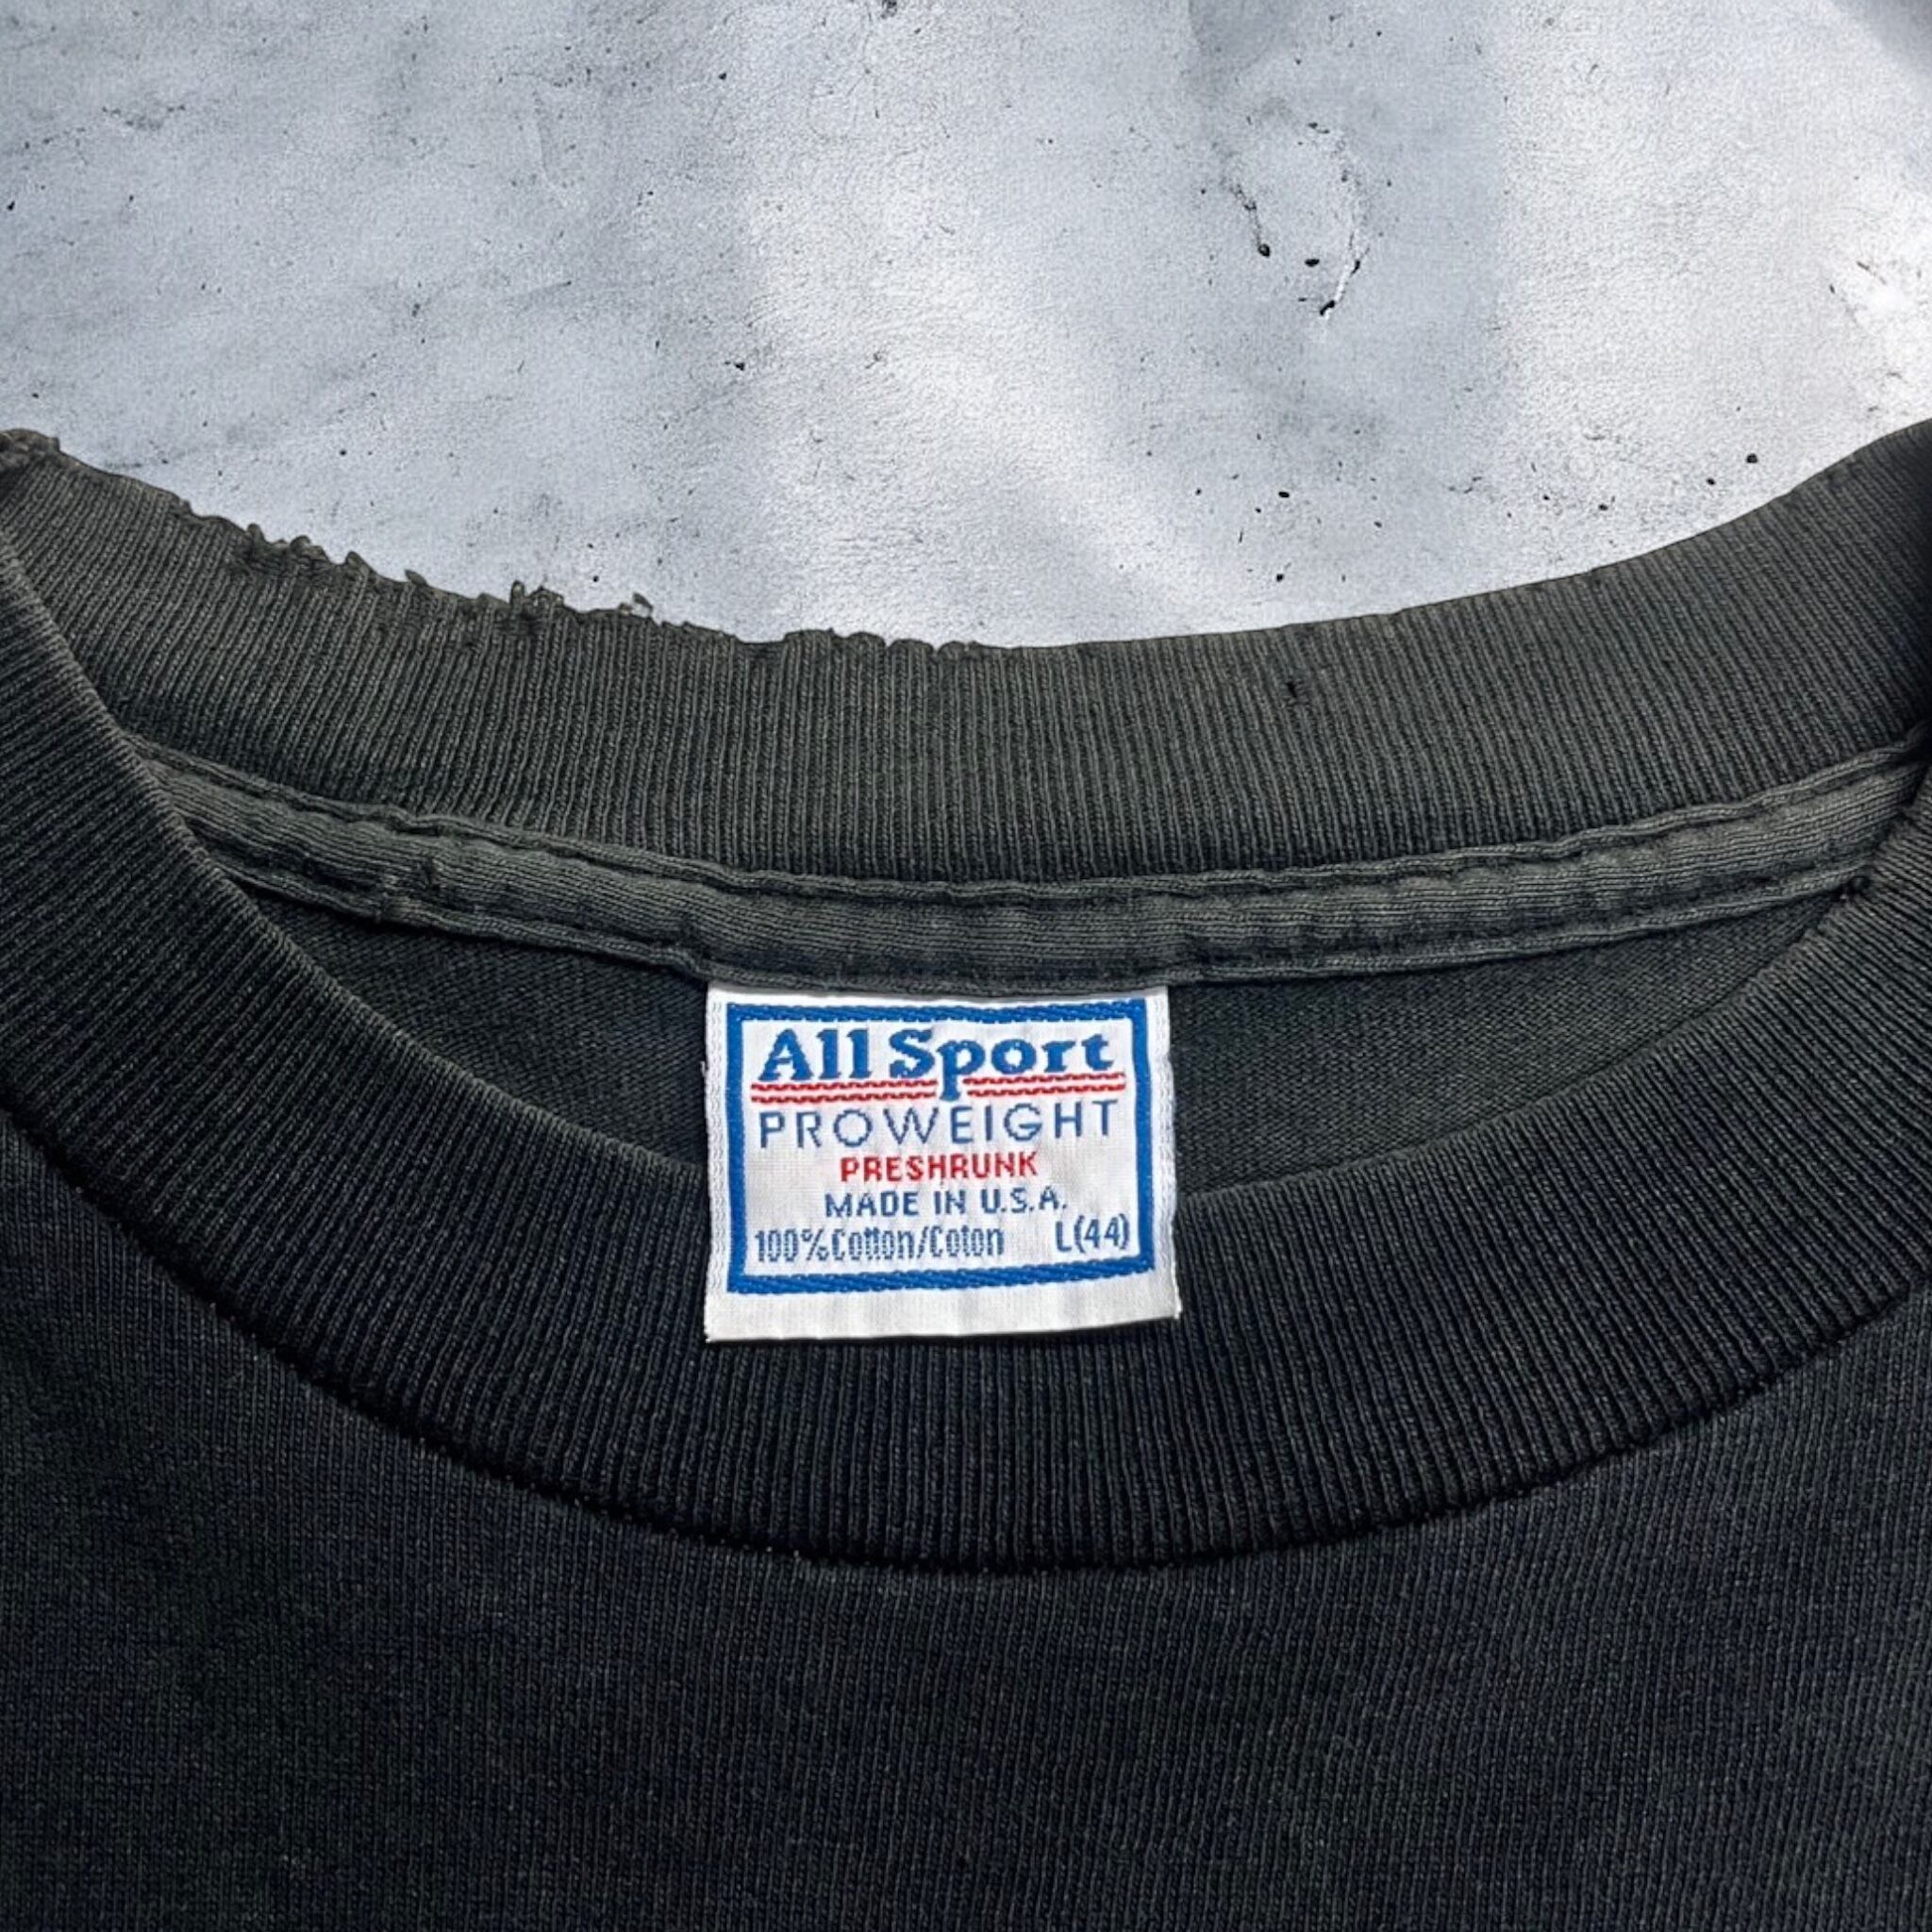 All Sport
PROWEIGHT
PRESHRUNK
MADE IN U.S.A.
100% Cotton/Coton L(44)